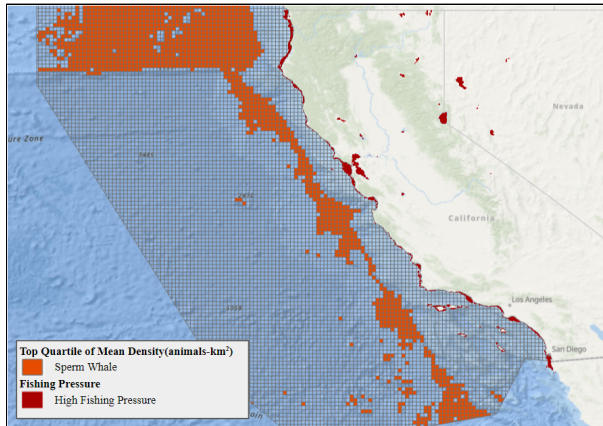 Nevada
ure Zone
California
Los Angeles
San Diego
Top Quartile of Mean Density(animals-km²)
Sperm Whale
Fishing Pressure
High Fishing Pressure